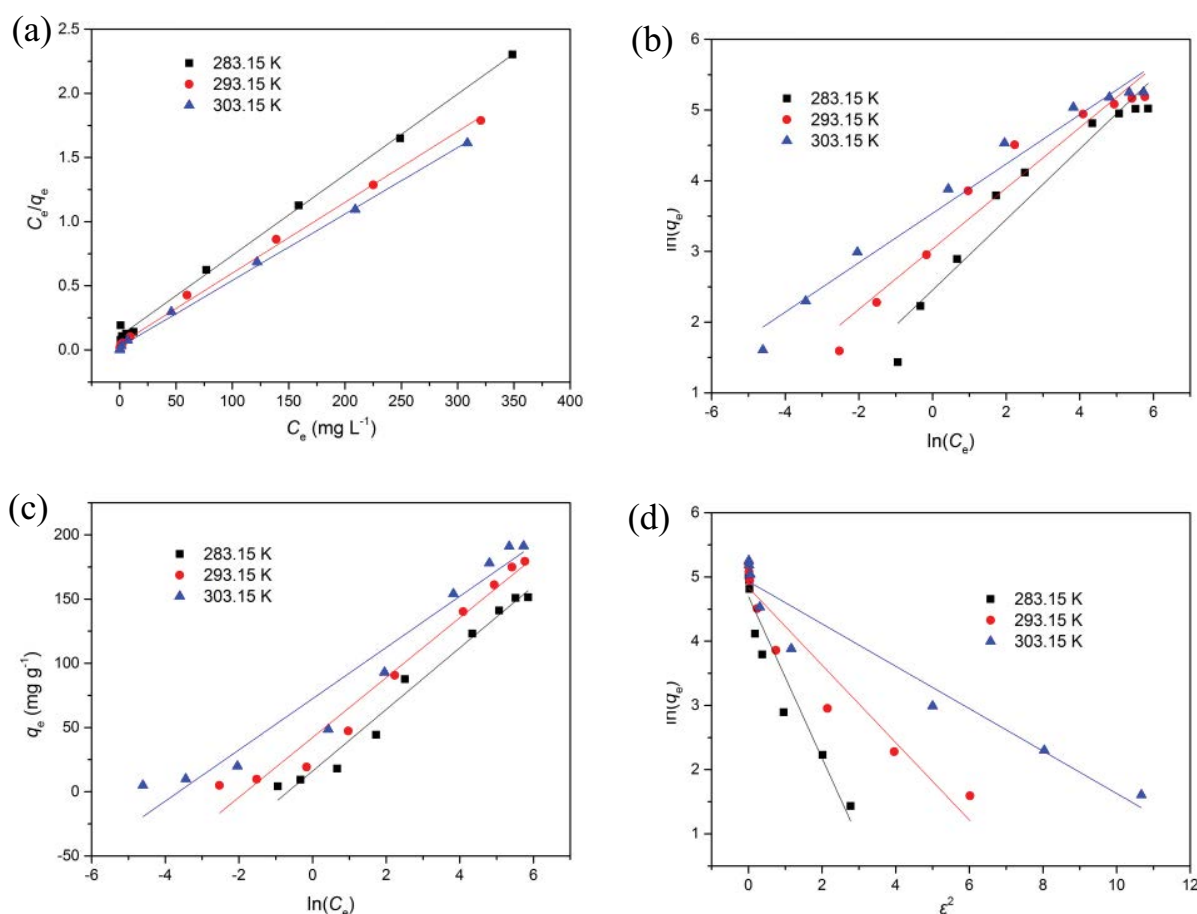 (a)
2.5
2.0
1.5
1.0
0.5
0.0
Ce/qe
283.15 K
293.15 K
303.15 K
0 50 100 150 200 250 300 350 400
Ce (mg L-1)
(b)
6
5
4
3
2
1
ln(qe)
283.15 K
293.15 K
303.15 K
-6 -4 -2 0 2 4 6
ln(Ce)
(c)
200
150
100
50
0
-50
qe (mg g-1)
283.15 K
293.15 K
303.15 K
-6 -4 -2 0 2 4 6
ln(Ce)
(d)
6
5
4
3
2
1
ln(qe)
283.15 K
293.15 K
303.15 K
0 2 4 6 8 10 12
ε2